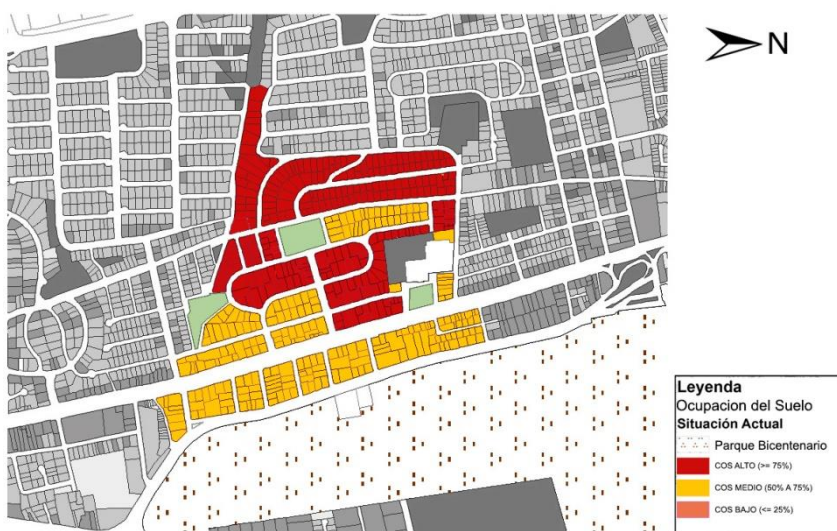 N
Leyenda
Ocupacion del Suelo
Situación Actual
Parque Bicentenario
COS ALTO (>= 75%)
COS MEDIO (50% A 75%)
COS BAJO (<= 25%)